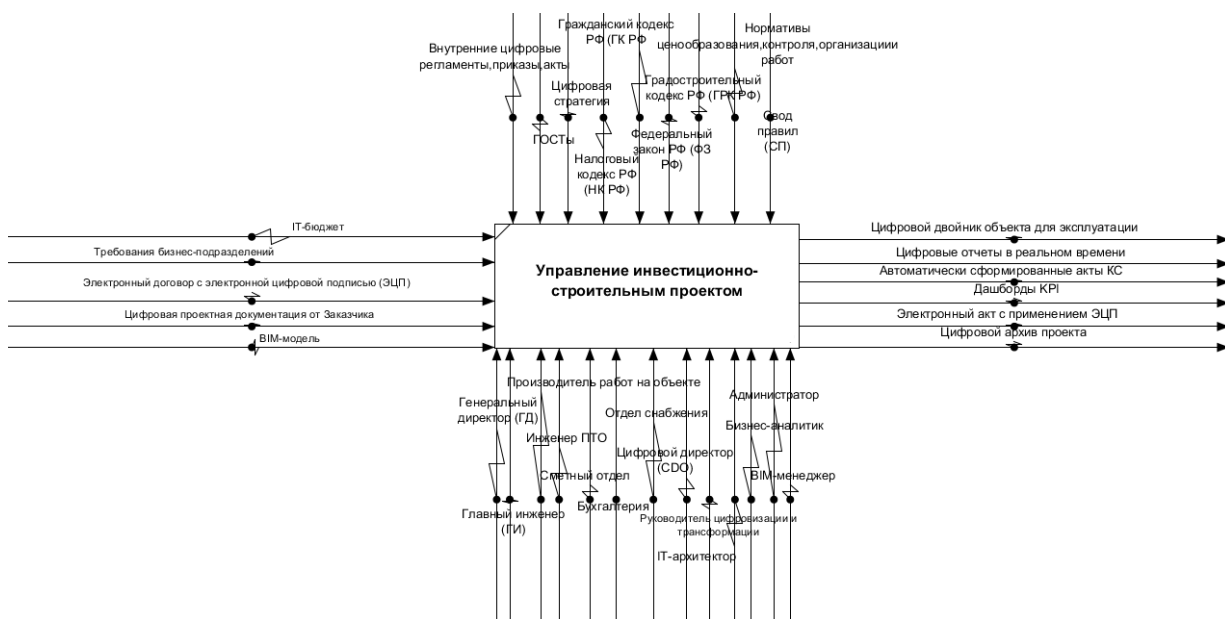 Гражданский кодекс
РФ (ГК РФ
Нормативы
ценообразования,контроля,организациии
работ
Внутренние цифровые
регламенты,приказы,акты
Цифровая
стратегия
Градостроительный
кодекс РФ (ГРК РФ)
ГОСТы
Свод
правил
(СП)
Федеральный
закон РФ (ФЗ
РФ)
Налоговый
кодекс РФ
(НК РФ)
IT-бюджет
Требования бизнес-подразделений
Электронный договор с электронной цифровой подписью (ЭЦП)
Цифровая проектная документация от Заказчика
BIM-модель
Управление инвестиционно-
строительным проектом
Цифровой двойник объекта для эксплуатации
Цифровые отчеты в реальном времени
Автоматически сформированные акты КС
Дашборды KPI
Электронный акт с применением ЭЦП
Цифровой архив проекта
Производитель работ на объекте
Генеральный
директор (ГД)
Отдел снабжения
Администратор
Инженер ПТО
Бизнес-аналитик
Цифровой директор
(CDO)
Сметный отдел
BIM-менеджер
Бухгалтерия
Главный инженер
(ГИ)
Руководитель цифровизации и
трансформации
IT-архитектор